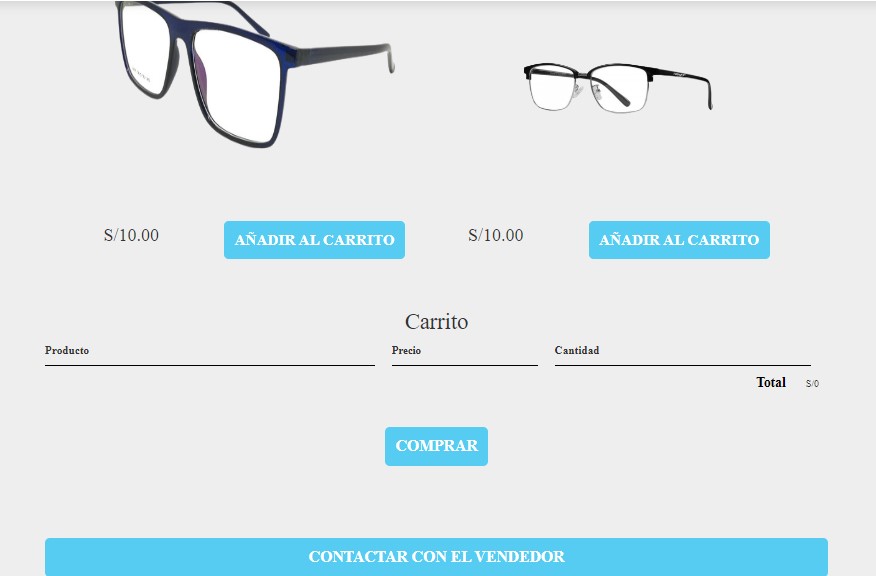 S/10.00 AÑADIR AL CARRITO S/10.00 AÑADIR AL CARRITO
Carrito
Producto Precio Cantidad
Total S/0
COMPRAR
CONTACTAR CON EL VENDEDOR